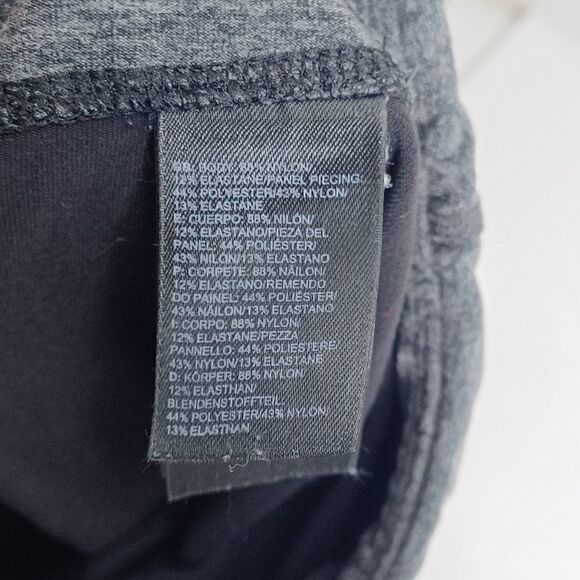 GB: BODY: 88% NYLON/
12% ELASTANE/PANEL PIECING:
44% POLYESTER/43% NYLON/
13% ELASTANE
E: CUERPO: 88% NILÓN/
12% ELASTANO/PIEZA DEL
PANEL: 44% POLIÉSTER/
43% NILÓN/13% ELASTANO
P: CORPETE: 88% NÁILON/
12% ELASTANO/REMENDO
DO PAINEL: 44% POLIÉSTER/
43% NÁILON/13% ELASTANO
I: CORPO: 88% NYLON/
12% ELASTANE/PEZZA
PANNELLO: 44% POLIESTERE/
43% NYLON/13% ELASTANE
D: KÖRPER: 88% NYLON/
12% ELASTHAN/
BLENDENSTOFFTEIL:
44% POLYESTER/43% NYLON/
13% ELASTHAN